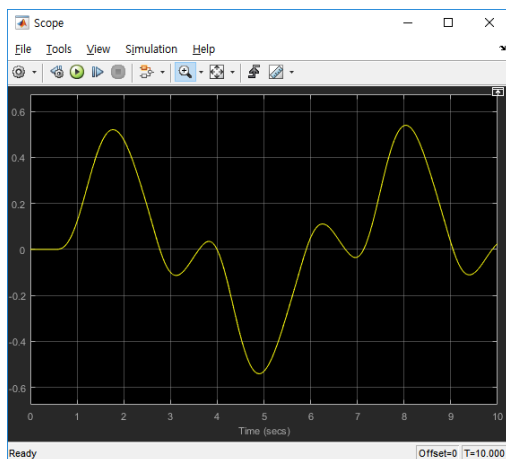 Scope
File Tools View Simulation Help
0.6
0.4
0.2
0
-0.2
-0.4
-0.6
0 1 2 3 4 5 6 7 8 9 10
Time (secs)
Ready Offset=0 T=10.000